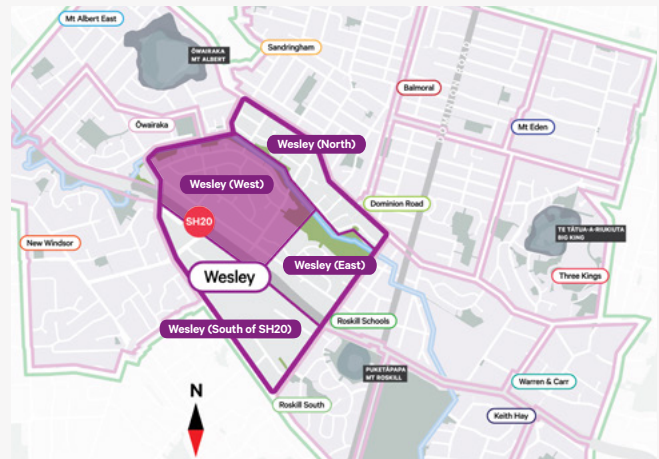 Mt Albert East
ŌWAIRAKA
MT ALBERT
Sandringham
Balmoral
DOMINION ROAD
Mt Eden
Ōwairaka
Wesley (North)
Wesley (West)
Dominion Road
SH20
TE TĀTUA-A-RIUKIUTA
BIG KING
New Windsor
Wesley (East)
Wesley
Three Kings
Roskill Schools
Wesley (South of SH20)
PUKETĀPAPA
MT ROSKILL
Warren & Carr
N
Roskill South
Keith Hay